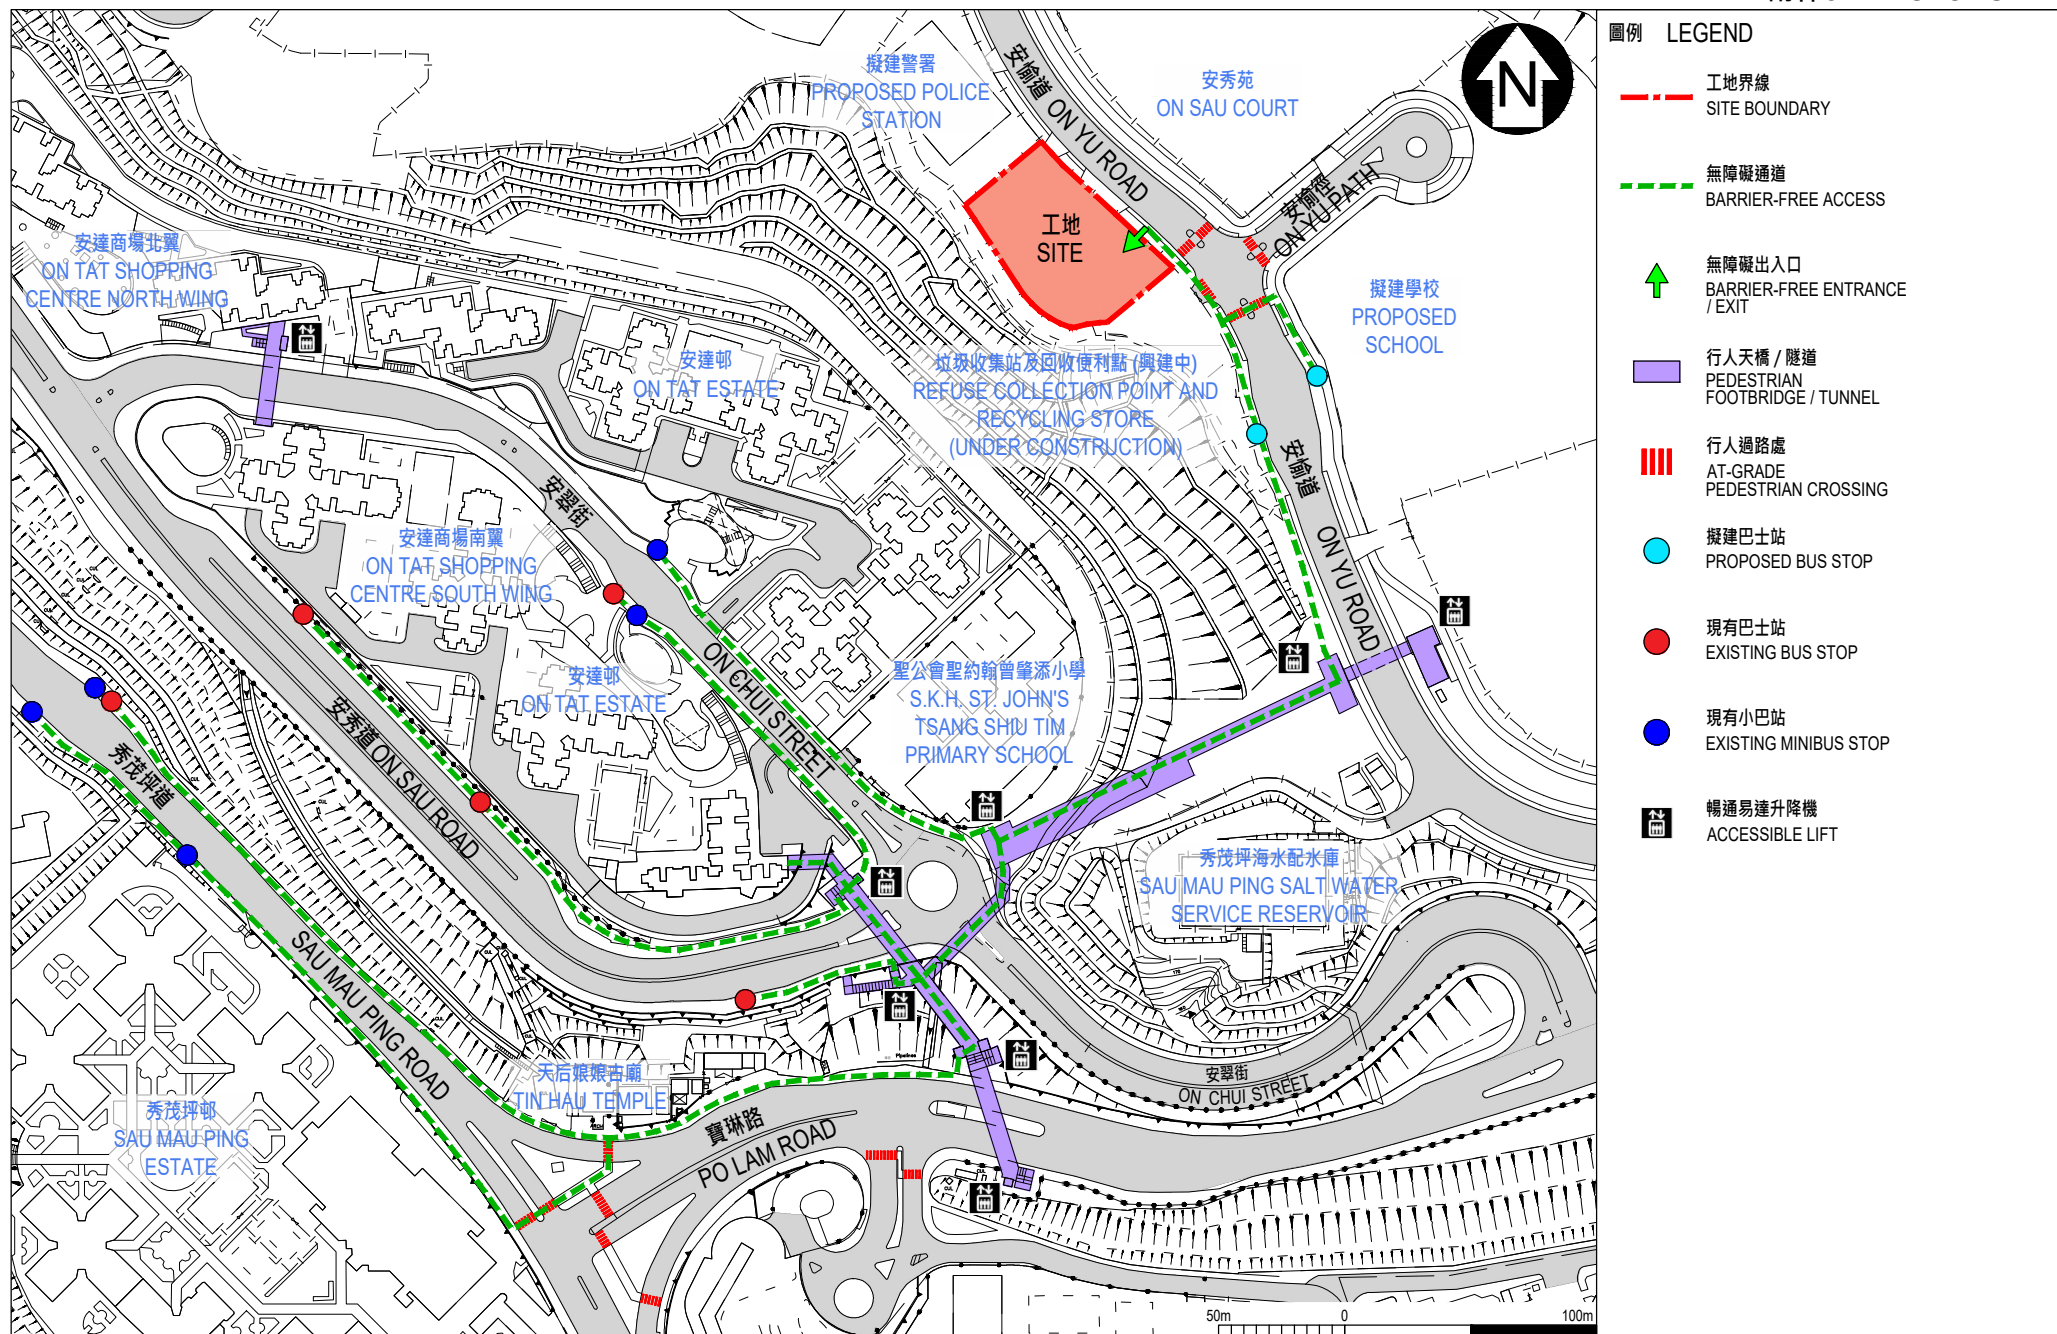 擬建警署
PROPOSED POLICE
STATION
安秀苑
ON SAU COURT
安愉道 ON YU ROAD
安愉徑
ON YU PATH
工地
SITE
安達商場北翼
ON TAT SHOPPING
CENTRE NORTH WING
擬建學校
PROPOSED
SCHOOL
安達邨
ON TAT ESTATE
垃圾收集站及回收便利點 (興建中)
REFUSE COLLECTION POINT AND
RECYCLING STORE
(UNDER CONSTRUCTION)
安愉道 ON YU ROAD
安翠街
ON CHUI STREET
安達商場南翼
ON TAT SHOPPING
CENTRE SOUTH WING
安達邨
ON TAT ESTATE
聖公會聖約翰曾肇添小學
S.K.H. ST. JOHN'S
TSANG SHIU TIM
PRIMARY SCHOOL
安秀道 ON SAU ROAD
秀茂坪道
SAU MAU PING ROAD
秀茂坪海水配水庫
SAU MAU PING SALT WATER
SERVICE RESERVOIR
天后娘娘古廟
TIN HAU TEMPLE
安翠街
ON CHUI STREET
秀茂坪邨
SAU MAU PING
ESTATE
寶琳路
PO LAM ROAD
50m 0 100m
N
圖例 LEGEND
工地界線
SITE BOUNDARY
無障礙通道
BARRIER-FREE ACCESS
無障礙出入口
BARRIER-FREE ENTRANCE
/ EXIT
行人天橋 / 隧道
PEDESTRIAN
FOOTBRIDGE / TUNNEL
行人過路處
AT-GRADE
PEDESTRIAN CROSSING
擬建巴士站
PROPOSED BUS STOP
現有巴士站
EXISTING BUS STOP
現有小巴站
EXISTING MINIBUS STOP
暢通易達升降機
ACCESSIBLE LIFT